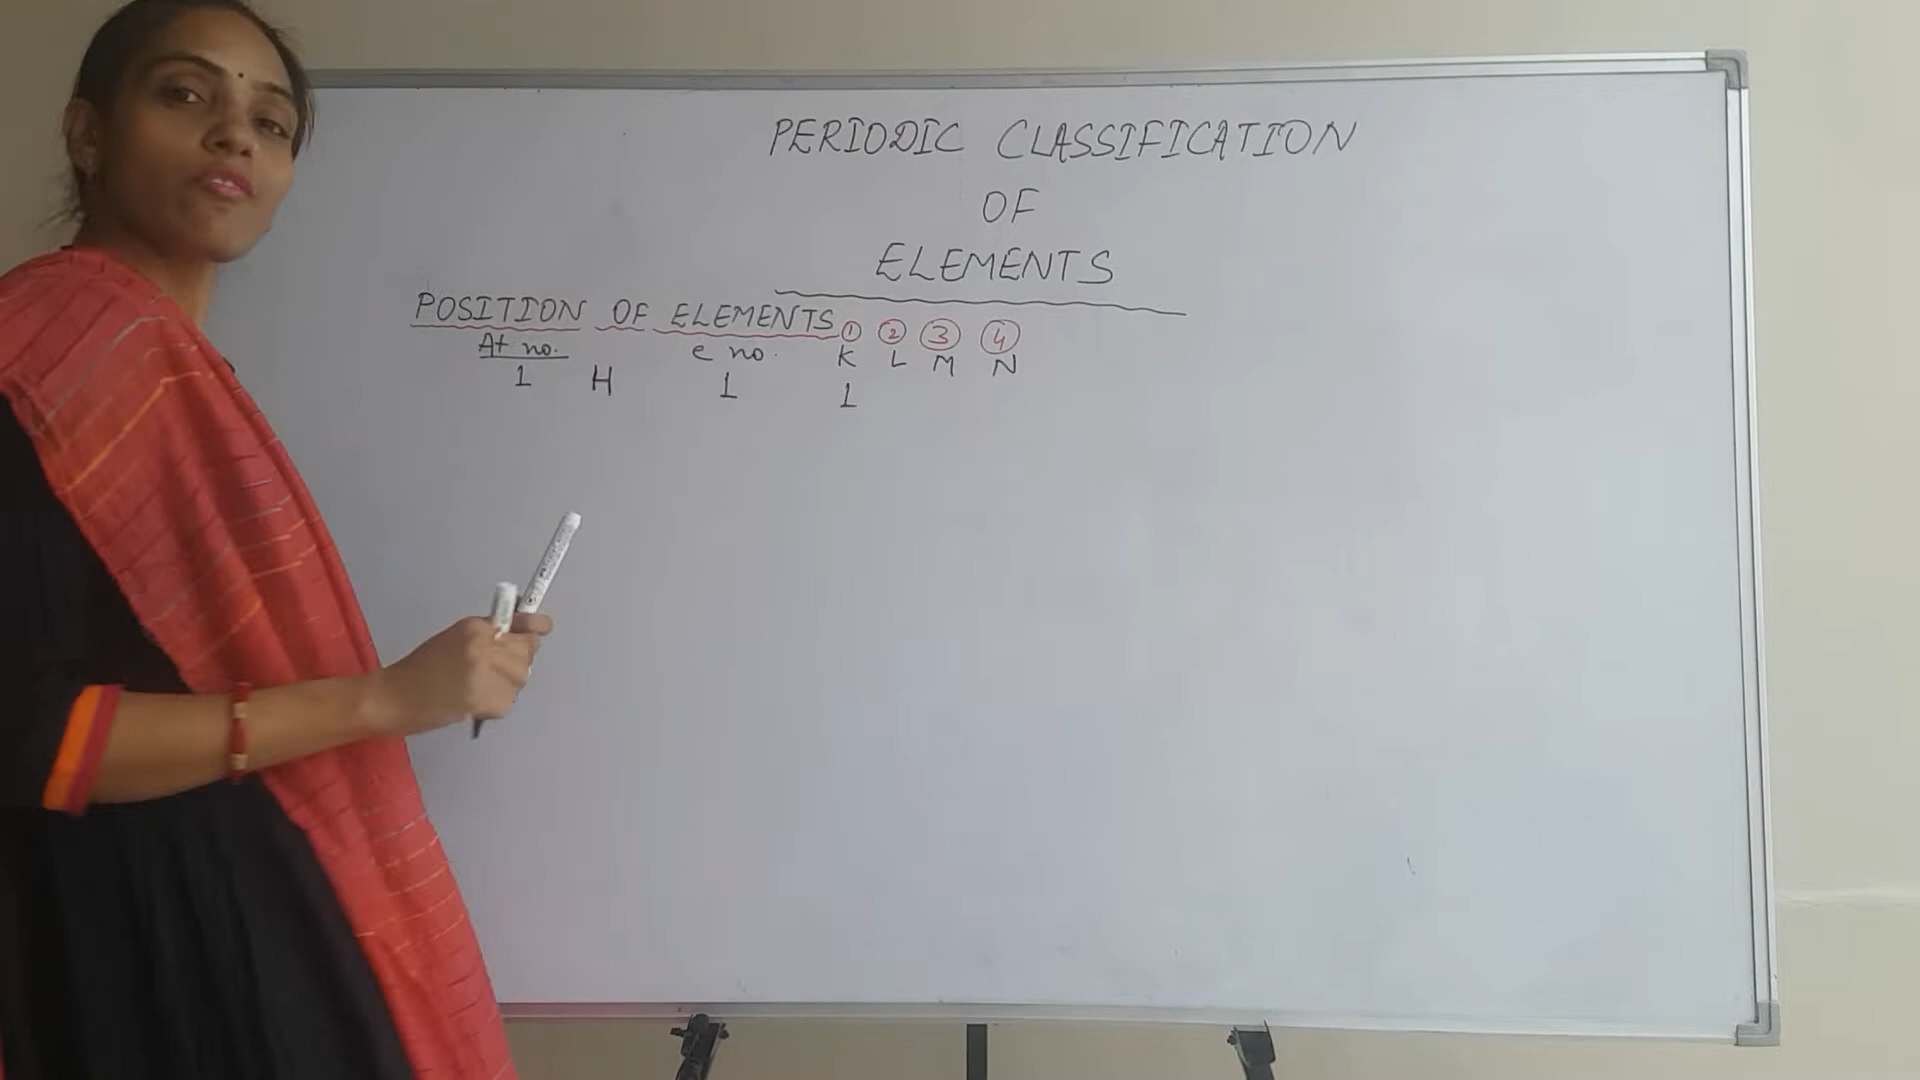 PERIODIC CLASSIFICATION
OF
ELEMENTS
POSITION OF ELEMENTS ① ② ③ ④
At no. e no. K L M N
1 H 1 1